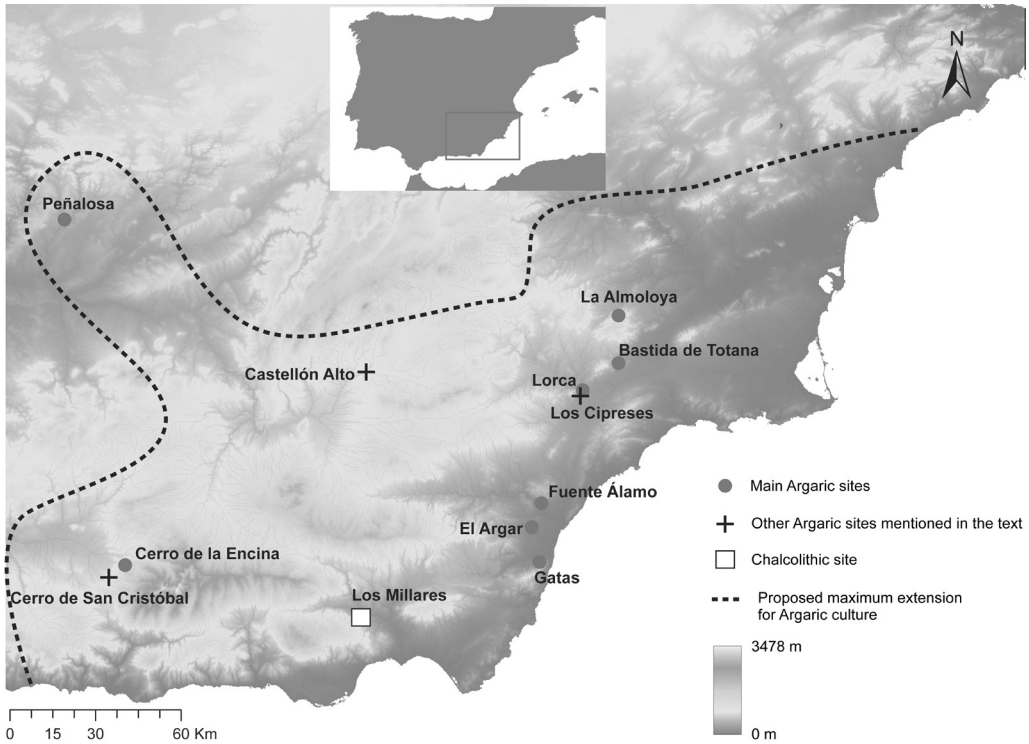 N
Peñalosa
La Almoloya
Bastida de Totana
Castellón Alto
Lorca
Los Cipreses
Fuente Álamo
El Argar
Gatas
Cerro de la Encina
Cerro de San Cristóbal
Los Millares
Main Argaric sites
Other Argaric sites mentioned in the text
Chalcolithic site
Proposed maximum extension
for Argaric culture
3478 m
0 m
0 15 30 60 Km